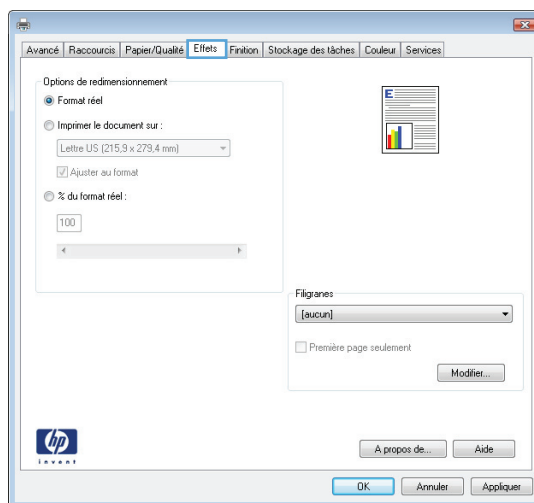 Avancé Raccourcis Papier/Qualité Effets Finition Stockage des tâches Couleur Services
Options de redimensionnement
Format réel
Imprimer le document sur :
Lettre US (215,9 x 279,4 mm)
Ajuster au format
% du format réel :
100
E
Filigranes
[aucun]
Première page seulement
Modifier...
hp
invent
A propos de... Aide
OK Annuler Appliquer